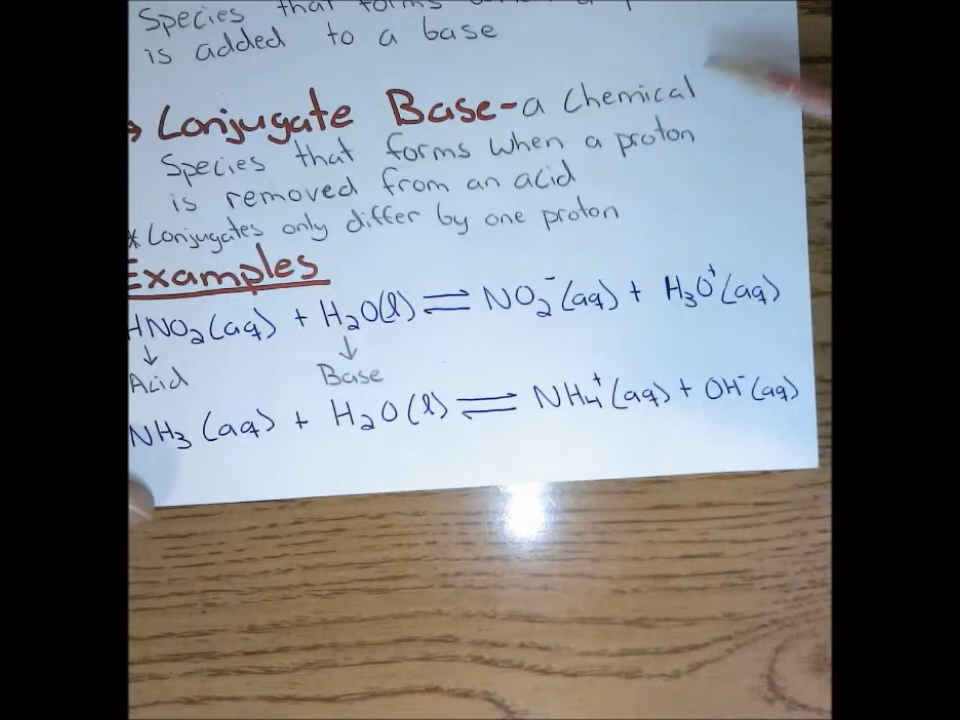 Species that forms
is added to a base
→ Conjugate Base-a chemical
Species that forms when a proton
is removed from an acid
* Conjugates only differ by one proton
Examples
HNO₂(aq) + H₂O(l) ⇌ NO₂⁻(aq) + H₃O⁺(aq)
↓ ↓
Acid Base
NH₃(aq) + H₂O(l) ⇌ NH₄⁺(aq) + OH⁻(aq)